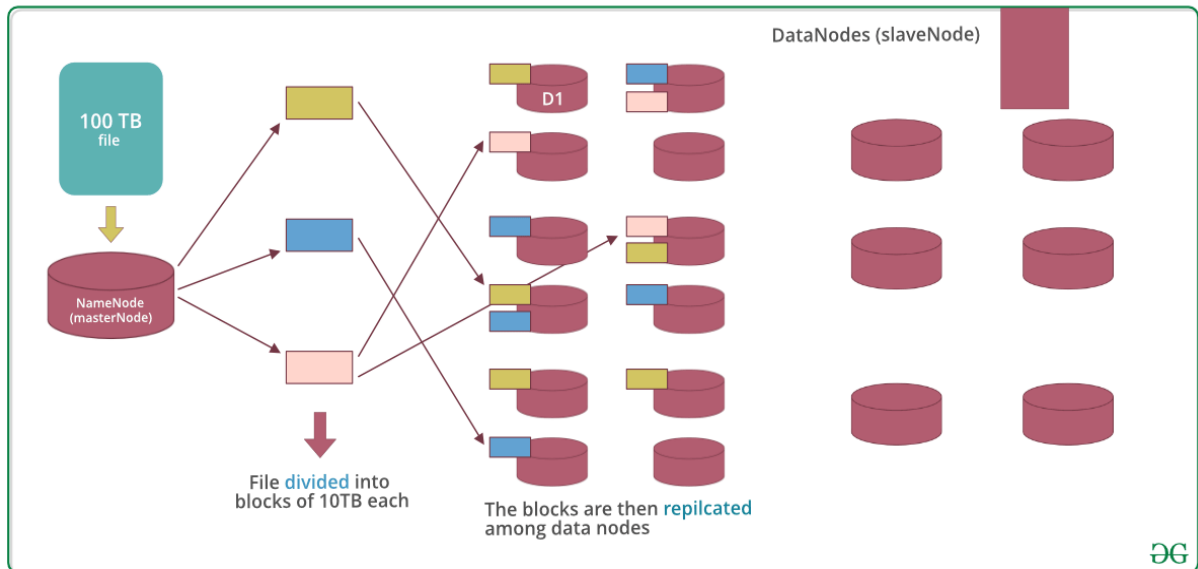 DataNodes (slaveNode)
100 TB
file
D1
NameNode
(masterNode)
File divided into
blocks of 10TB each
The blocks are then repilcated
among data nodes